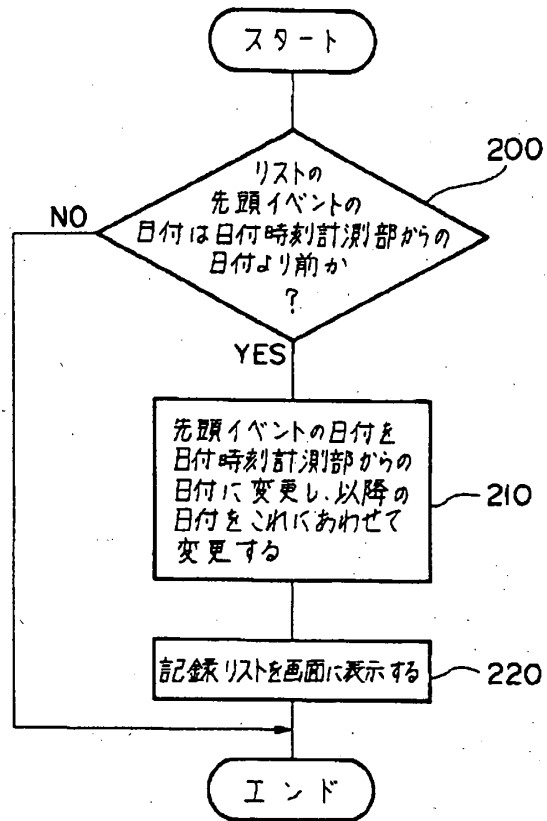 スタート
200
リストの
先頭イベントの
NO
日付は日付時刻計測部からの
日付より前か
?
YES
先頭イベントの日付を
日付時刻計測部からの
日付に変更し、以降の
210
日付をこれにあわせて
変更する
記録リストを画面に表示する
220
エンド